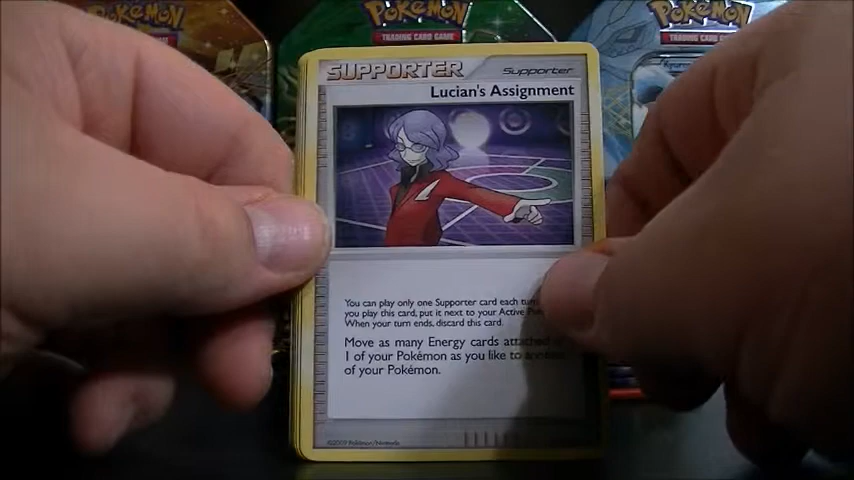 Pokémon
TRADING CARD GAME
Pokémon
TRADING CARD GAME
Pokémon
TRADING CARD GAME
SUPPORTER
Supporter
Lucian's Assignment
You can play only one Supporter card each turn
you play this card, put it next to your Active
When your turn ends, discard this card.
Move as many Energy cards attached
1 of your Pokémon as you like to
of your Pokémon.
©2009 Pokémon/Nintendo